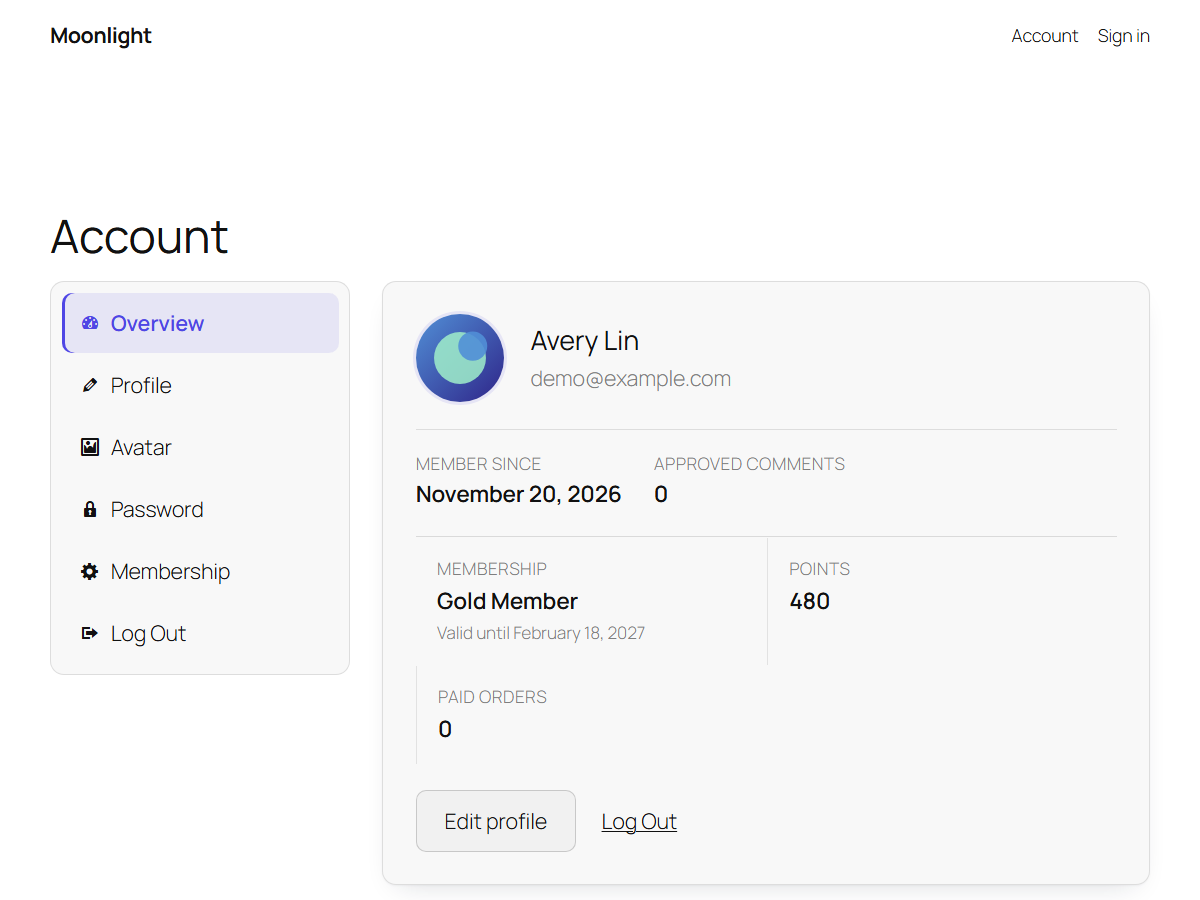 Moonlight
Account
Sign in
Account
Overview
Profile
Avatar
Password
Membership
Log Out
Avery Lin
demo@example.com
MEMBER SINCE
November 20, 2026
APPROVED COMMENTS
0
MEMBERSHIP
Gold Member
Valid until February 18, 2027
POINTS
480
PAID ORDERS
0
Edit profile
Log Out